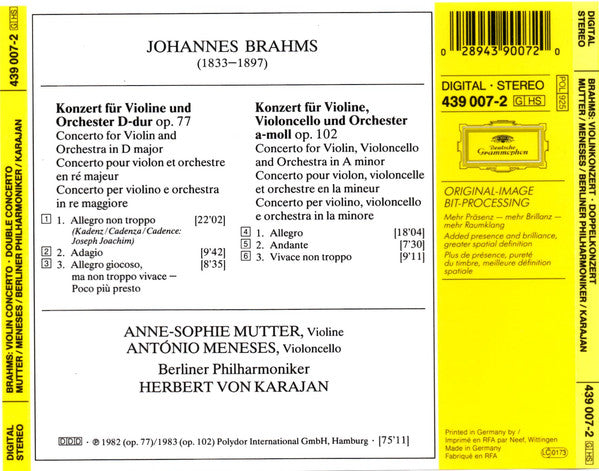 DIGITAL
STEREO
BRAHMS: VIOLIN CONCERTO · DOUBLE CONCERTO
MUTTER / MENESES / BERLINER PHILHARMONIKER / KARAJAN
439 007-2 G HS
JOHANNES BRAHMS
(1833–1897)
Konzert für Violine und
Orchester D-dur op. 77
Concerto for Violin and
Orchestra in D major
Concerto pour violon et orchestre
en ré majeur
Concerto per violino e orchestra
in re maggiore
1 1. Allegro non troppo [22'02]
(Kadenz / Cadenza / Cadence:
Joseph Joachim)
2 2. Adagio [9'42]
3 3. Allegro giocoso, [8'35]
ma non troppo vivace –
Poco più presto
Konzert für Violine,
Violoncello und Orchester
a-moll op. 102
Concerto for Violin, Violoncello
and Orchestra in A minor
Concerto pour violon, violoncelle
et orchestre en la mineur
Concerto per violino, violoncello
e orchestra in la minore
4 1. Allegro [18'04]
5 2. Andante [7'30]
6 3. Vivace non troppo [9'11]
ANNE-SOPHIE MUTTER, Violine
ANTÓNIO MENESES, Violoncello
Berliner Philharmoniker
HERBERT VON KARAJAN
DDD · ℗ 1982 (op. 77)/1983 (op. 102) Polydor International GmbH, Hamburg · [75'11]
0 28943 90072 0
DIGITAL · STEREO
439 007-2 G HS
POL 925
Deutsche
Grammophon
ORIGINAL-IMAGE
BIT-PROCESSING
Mehr Präsenz – mehr Brillanz –
mehr Raumklang
Added presence and brilliance,
greater spatial definition
Plus de présence, pureté
du timbre, meilleure définition
spatiale
Printed in Germany by /
Imprimé en RFA par Neef, Wittingen
Made in Germany
Fabriqué en RFA
LC 0173
DIGITAL
STEREO
BRAHMS: VIOLINKONZERT · DOPPELKONZERT
MUTTER / MENESES / BERLINER PHILHARMONIKER / KARAJAN
439 007-2 G HS